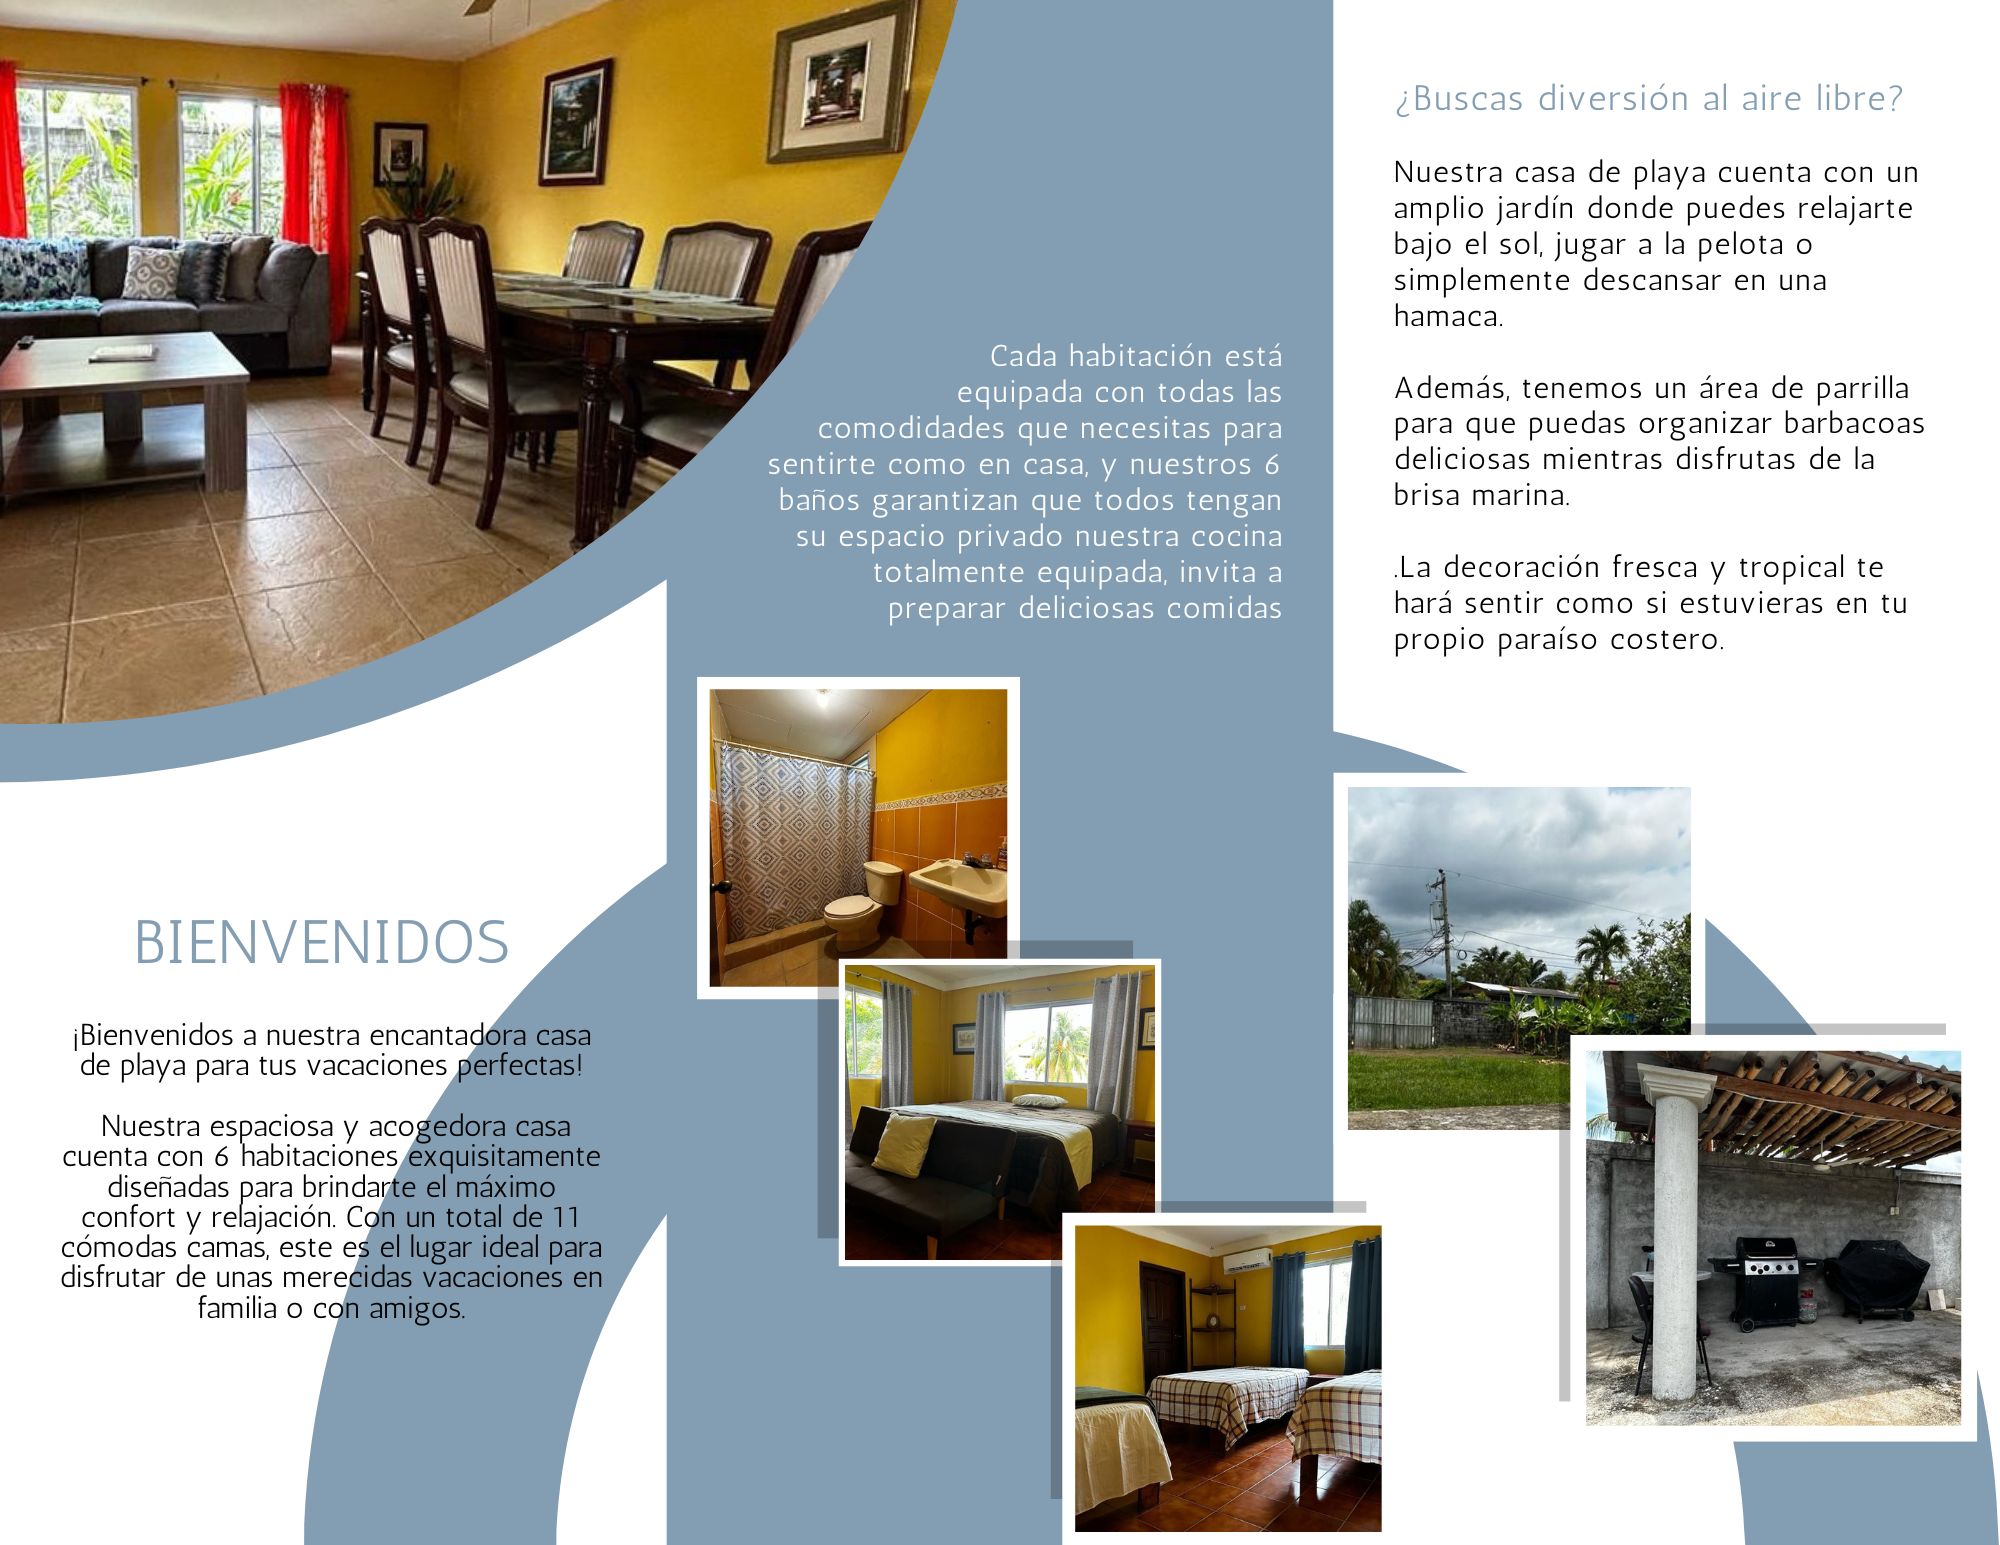 BIENVENIDOS
¡Bienvenidos a nuestra encantadora casa
de playa para tus vacaciones perfectas!
Nuestra espaciosa y acogedora casa
cuenta con 6 habitaciones exquisitamente
diseñadas para brindarte el máximo
confort y relajación. Con un total de 11
cómodas camas, este es el lugar ideal para
disfrutar de unas merecidas vacaciones en
familia o con amigos.
Cada habitación está
equipada con todas las
comodidades que necesitas para
sentirte como en casa, y nuestros 6
baños garantizan que todos tengan
su espacio privado nuestra cocina
totalmente equipada, invita a
preparar deliciosas comidas
¿Buscas diversión al aire libre?
Nuestra casa de playa cuenta con un
amplio jardín donde puedes relajarte
bajo el sol, jugar a la pelota o
simplemente descansar en una
hamaca.
Además, tenemos un área de parrilla
para que puedas organizar barbacoas
deliciosas mientras disfrutas de la
brisa marina.
.La decoración fresca y tropical te
hará sentir como si estuvieras en tu
propio paraíso costero.